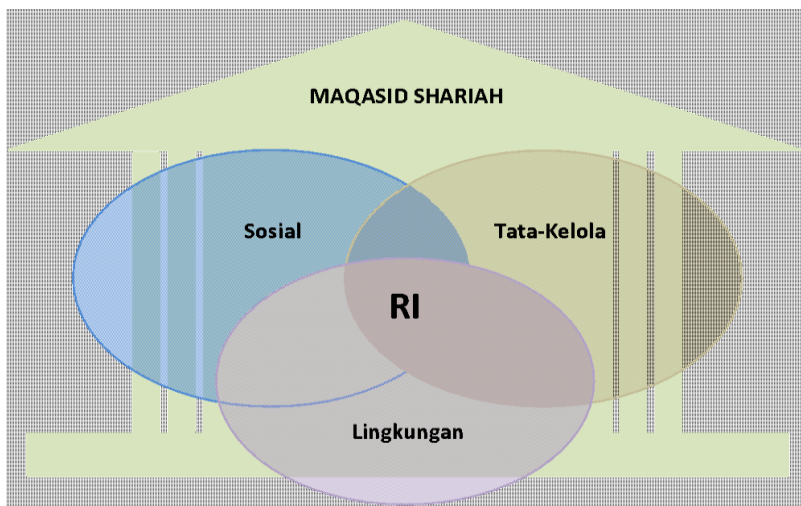 MAQASID SHARIAH
Sosial
Tata-Kelola
RI
Lingkungan